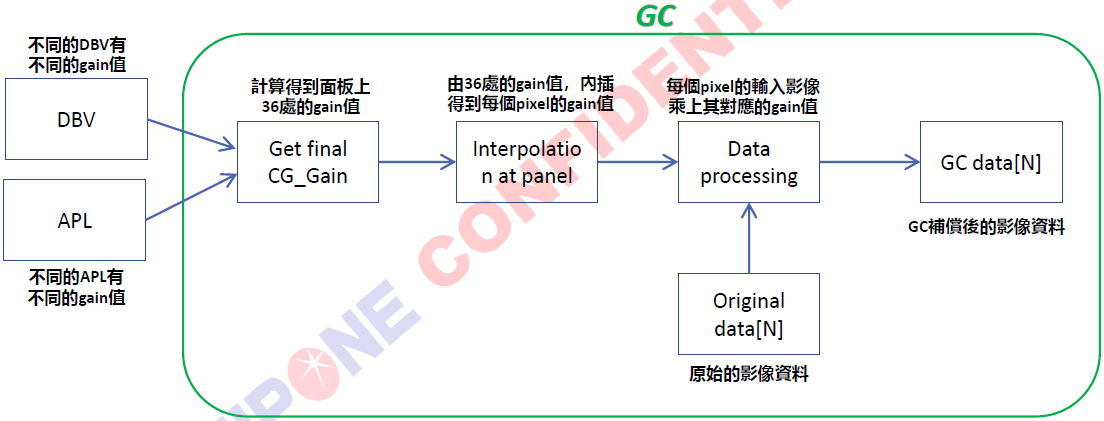 GC
不同的DBV有
不同的gain值
DBV
APL
不同的APL有
不同的gain值
計算得到面板上
36處的gain值
Get final
CG_Gain
由36處的gain值，內插
得到每個pixel的gain值
Interpolatio
n at panel
每個pixel的輸入影像
乘上其對應的gain值
Data
processing
GC data[N]
GC補償後的影像資料
Original
data[N]
原始的影像資料
IPONE CONFIDENT